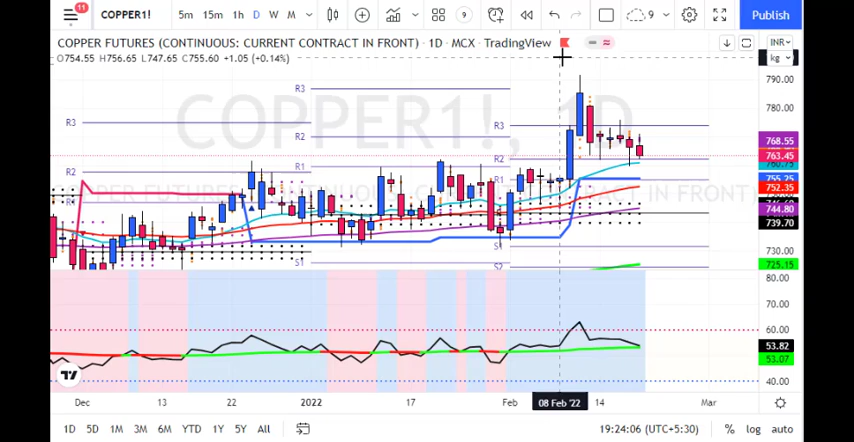 11
COPPER1! 5m 15m 1h D W M 9 9 Publish
COPPER FUTURES (CONTINUOUS: CURRENT CONTRACT IN FRONT) · 1D · MCX · TradingView
INR
O754.55 H756.65 L747.65 C755.60 +1.05 (+0.14%)
kg
790.00
COPPER1!, 1D
R3
780.00
R3
R3
R2
768.55
763.45
R1
R2
R2
760.75
R1
755.25
752.35
744.80
739.70
730.00
S1
S1
S2
725.15
80.00
70.00
60.00
53.82
53.07
40.00
Dec 13 22 2022 17 Feb 08 Feb '22 14 Mar
1D 5D 1M 3M 6M YTD 1Y 5Y All 19:24:06 (UTC+5:30) % log auto